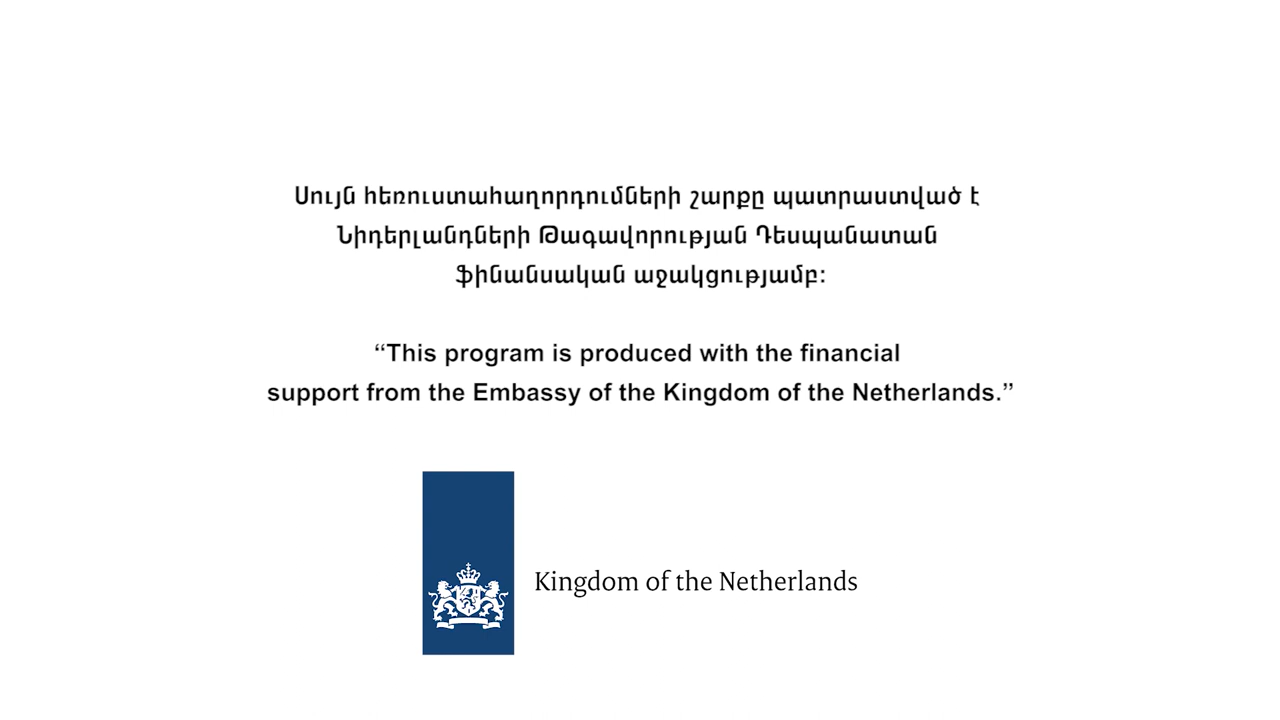 Սույն հեռուստահաղորդումների շարքը պատրաստված է
Նիդերլանդների Թագավորության Դեսպանատան
ֆինանսական աջակցությամբ:
“This program is produced with the financial
support from the Embassy of the Kingdom of the Netherlands.”
Kingdom of the Netherlands